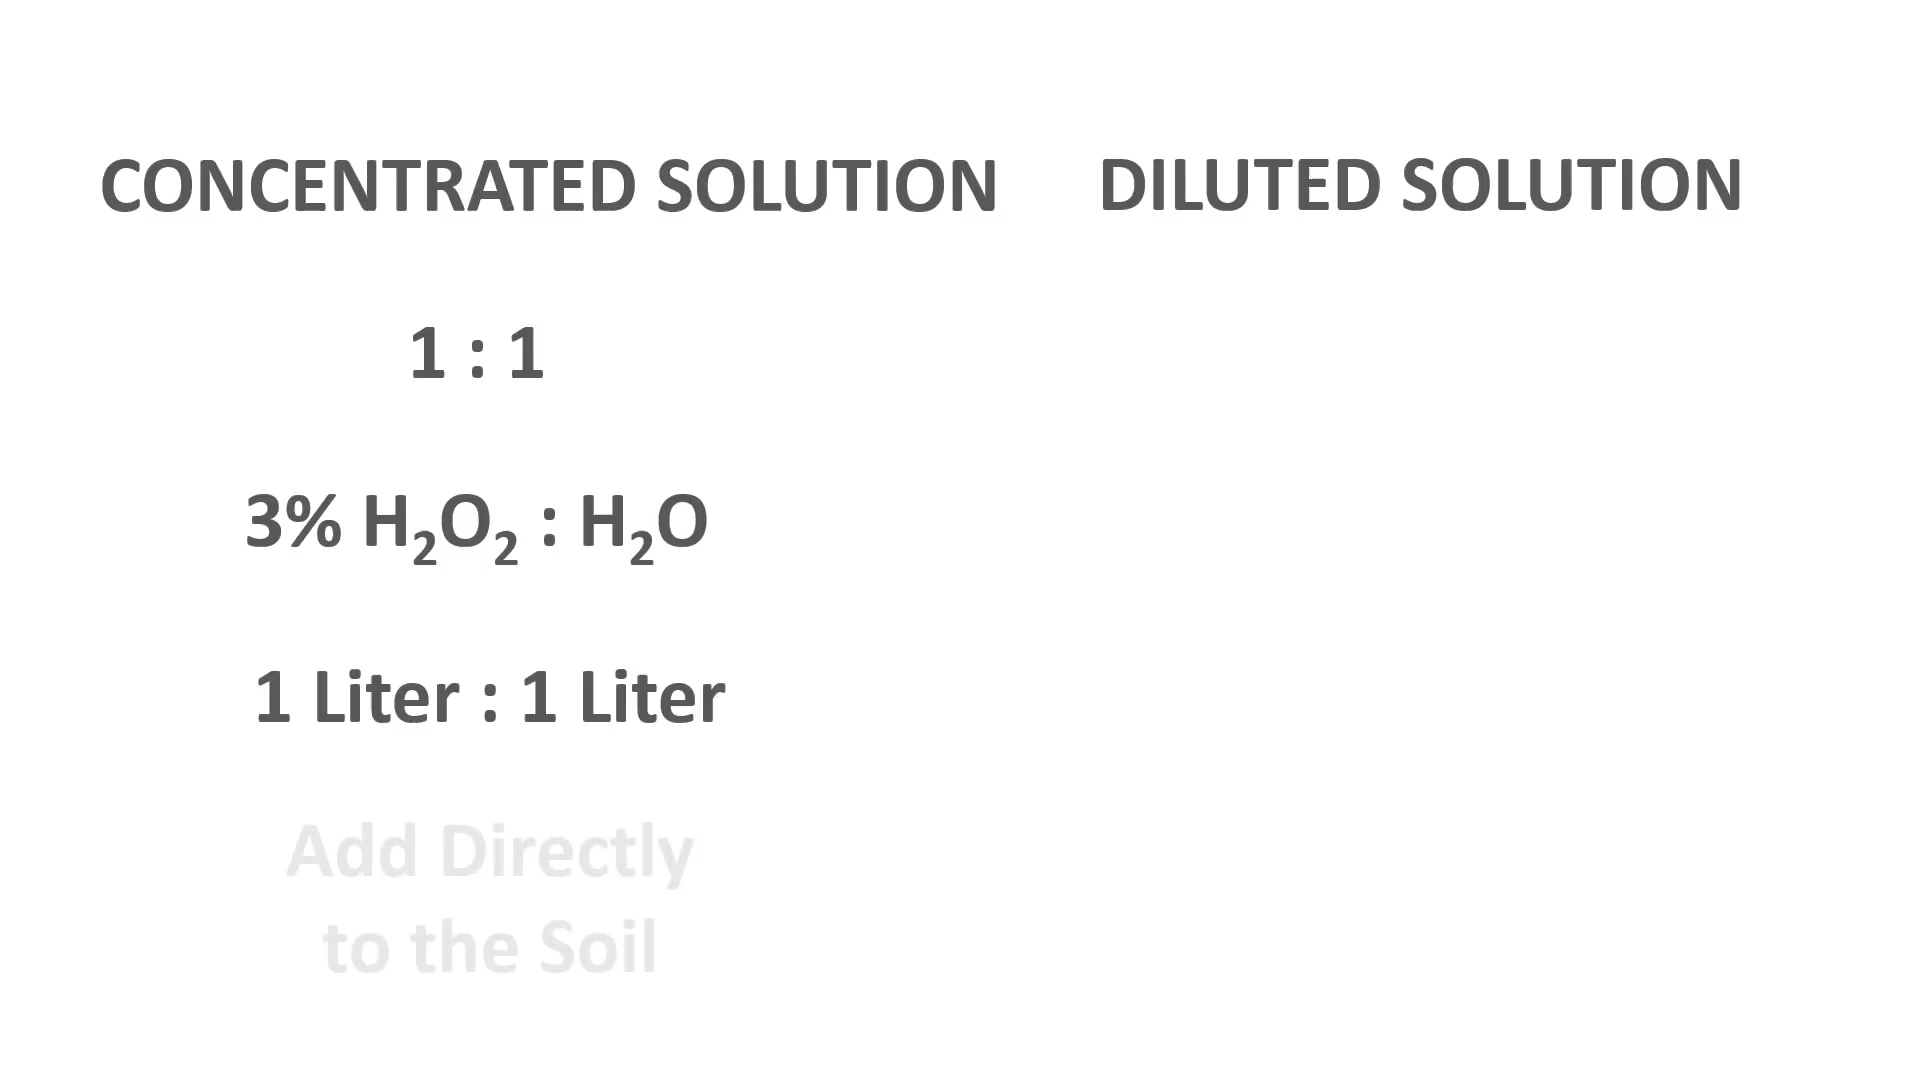 CONCENTRATED SOLUTION
DILUTED SOLUTION
1 : 1
3% H₂O₂ : H₂O
1 Liter : 1 Liter
Add Directly
to the Soil